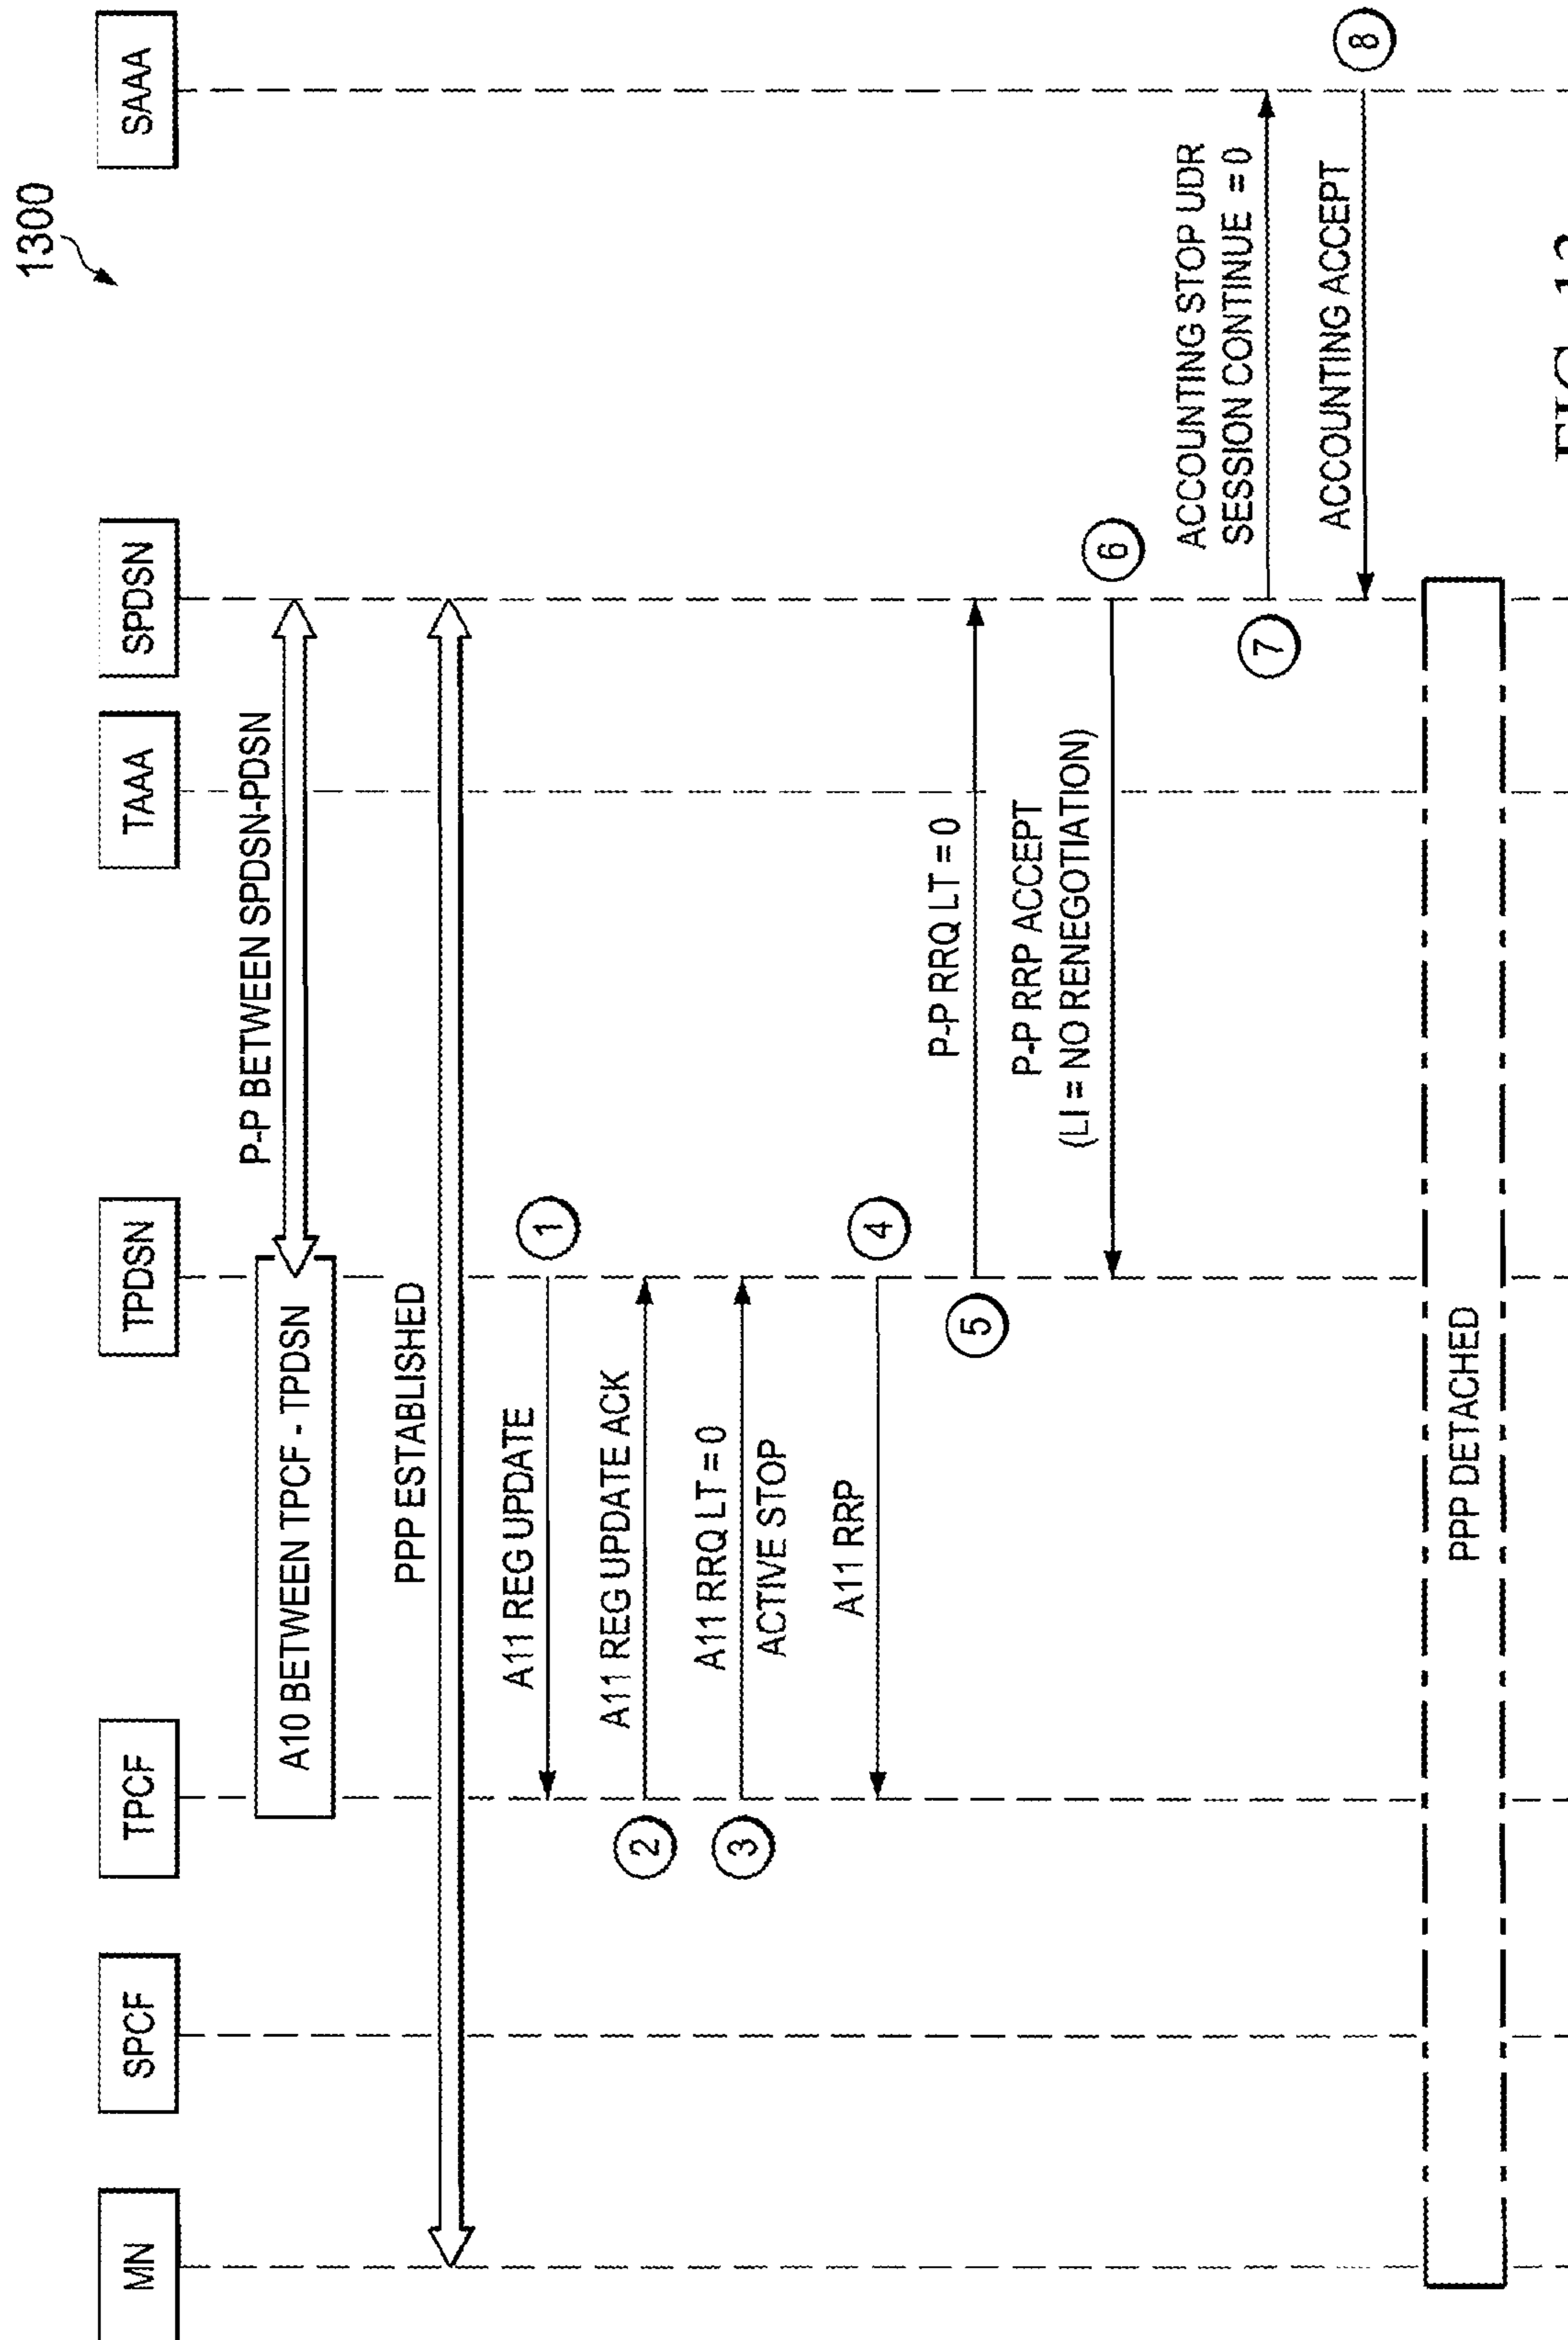 1300
MN
SPCF
TPCF
TPDSN
TAAA
SPDSN
SAAA
A10 BETWEEN TPCF - TPDSN
P-P BETWEEN SPDSN-PDSN
PPP ESTABLISHED
A11 REG UPDATE
1
A11 REG UPDATE ACK
2
A11 RRQ LT = 0
ACTIVE STOP
3
A11 RRP
4
P-P RRQ LT = 0
5
P-P RRP ACCEPT
(LI = NO RENEGOTIATION)
6
ACCOUNTING STOP UDR
SESSION CONTINUE = 0
7
ACCOUNTING ACCEPT
8
PPP DETACHED